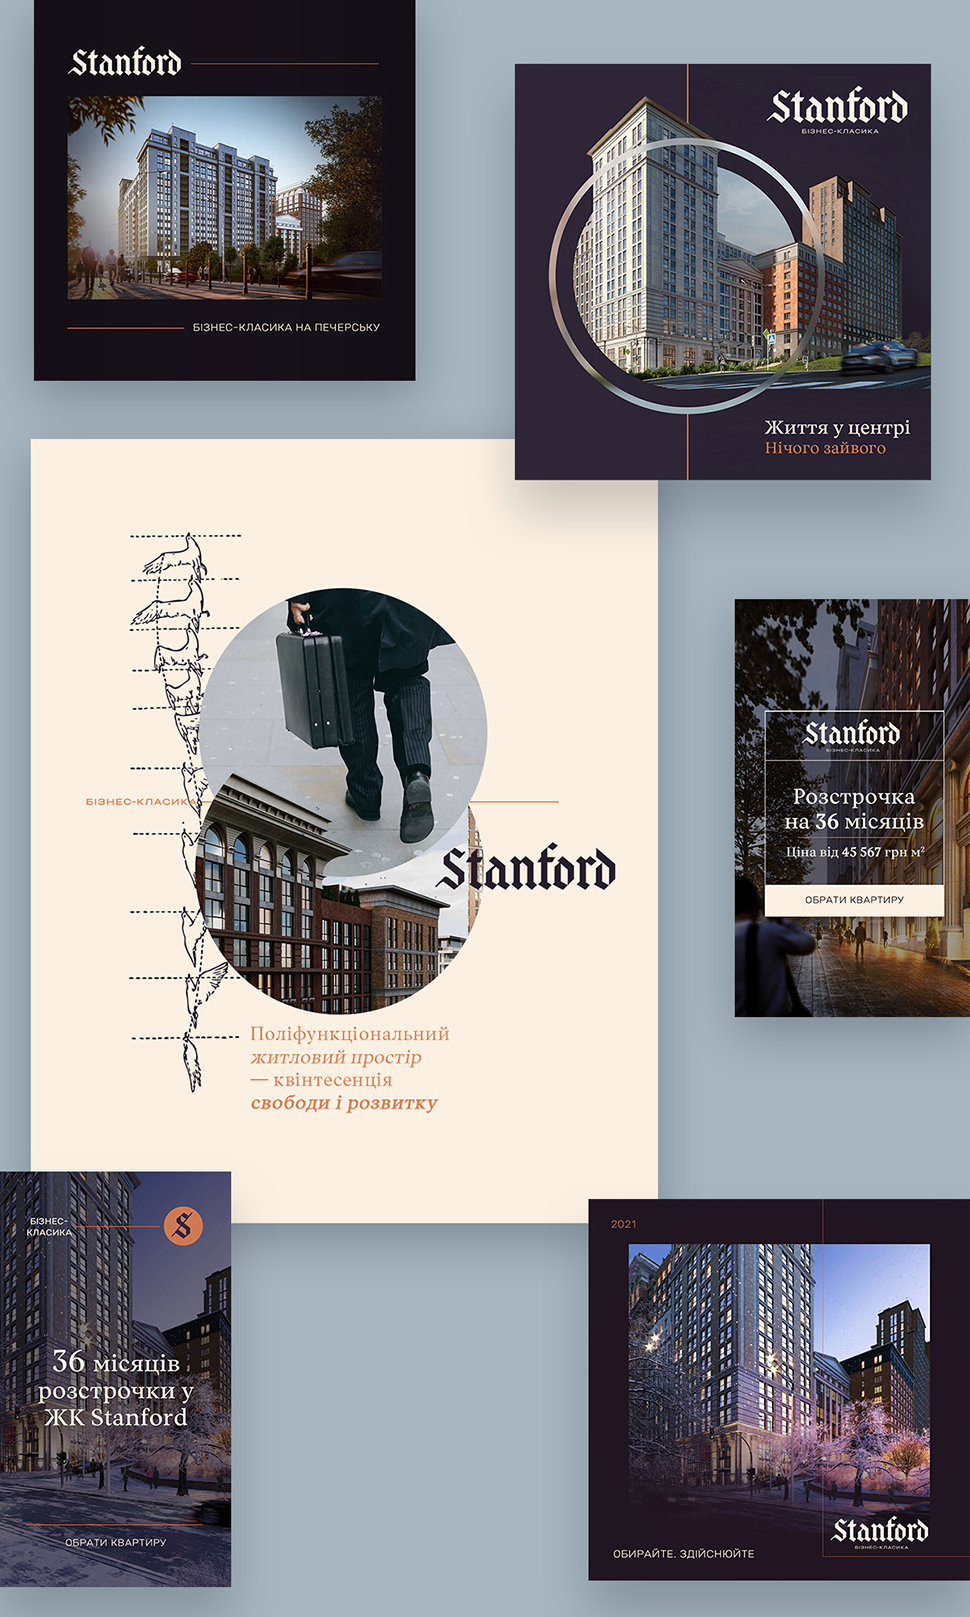 Stanford
БІЗНЕС-КЛАСИКА НА ПЕЧЕРСЬКУ
Stanford
БІЗНЕС-КЛАСИКА
Життя у центрі
Нічого зайвого
БІЗНЕС-КЛАСИКА
Stanford
Поліфункціональний
житловий простір
— квінтесенція
свободи і розвитку
Stanford
БІЗНЕС-КЛАСИКА
Розстрочка
на 36 місяців
Ціна від 45 567 грн м²
ОБРАТИ КВАРТИРУ
БІЗНЕС-
КЛАСИКА
S
36 місяців
розстрочки у
ЖК Stanford
ОБРАТИ КВАРТИРУ
2021
Stanford
БІЗНЕС-КЛАСИКА
ОБИРАЙТЕ. ЗДІЙСНЮЙТЕ